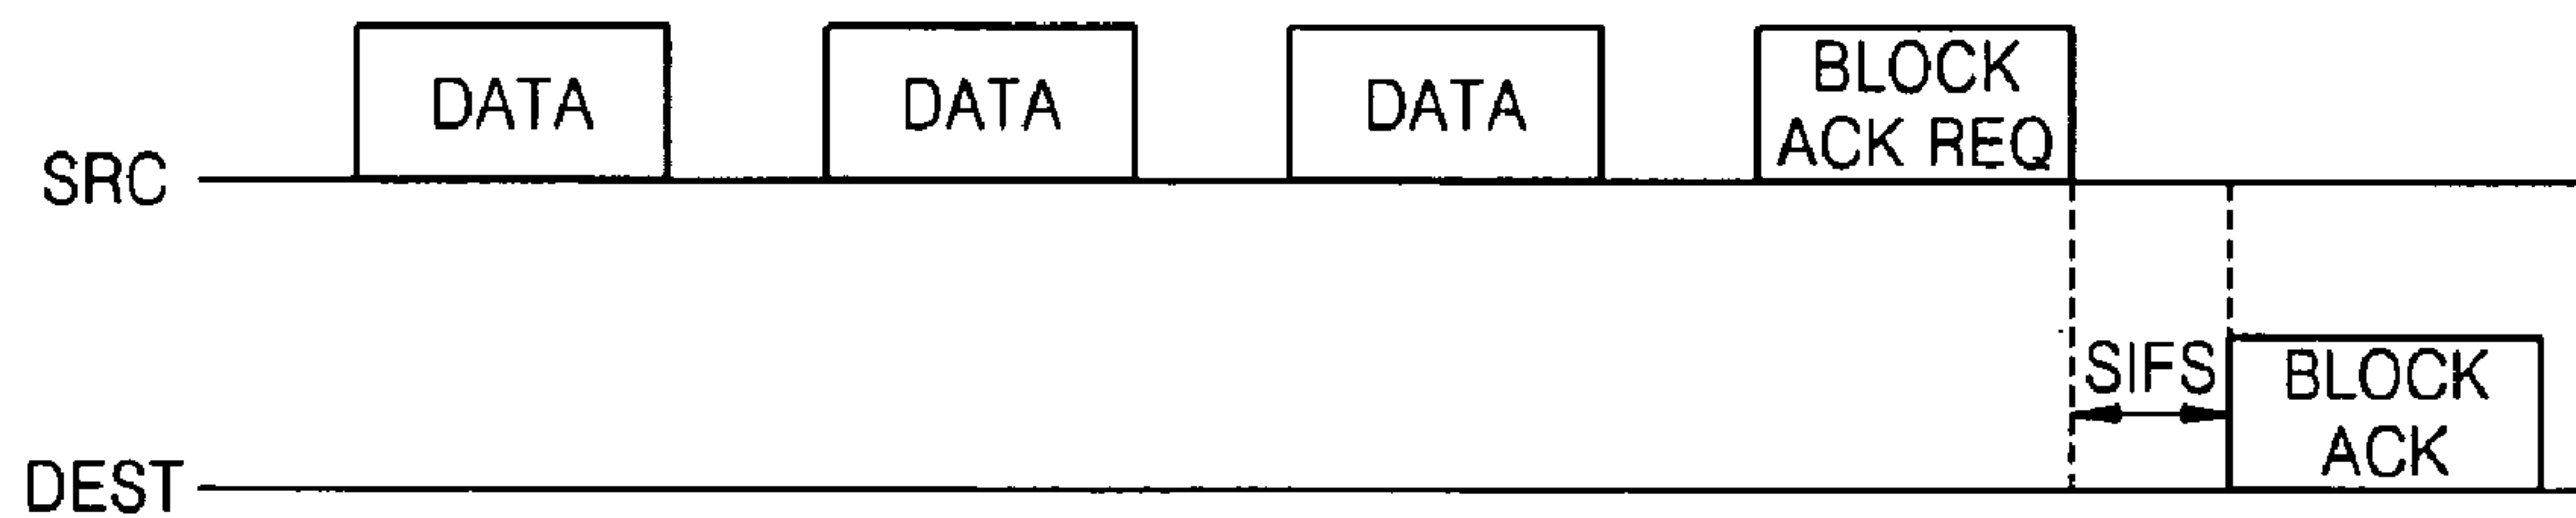 DATA
DATA
DATA
BLOCK
ACK REQ
SRC
SIFS
BLOCK
ACK
DEST